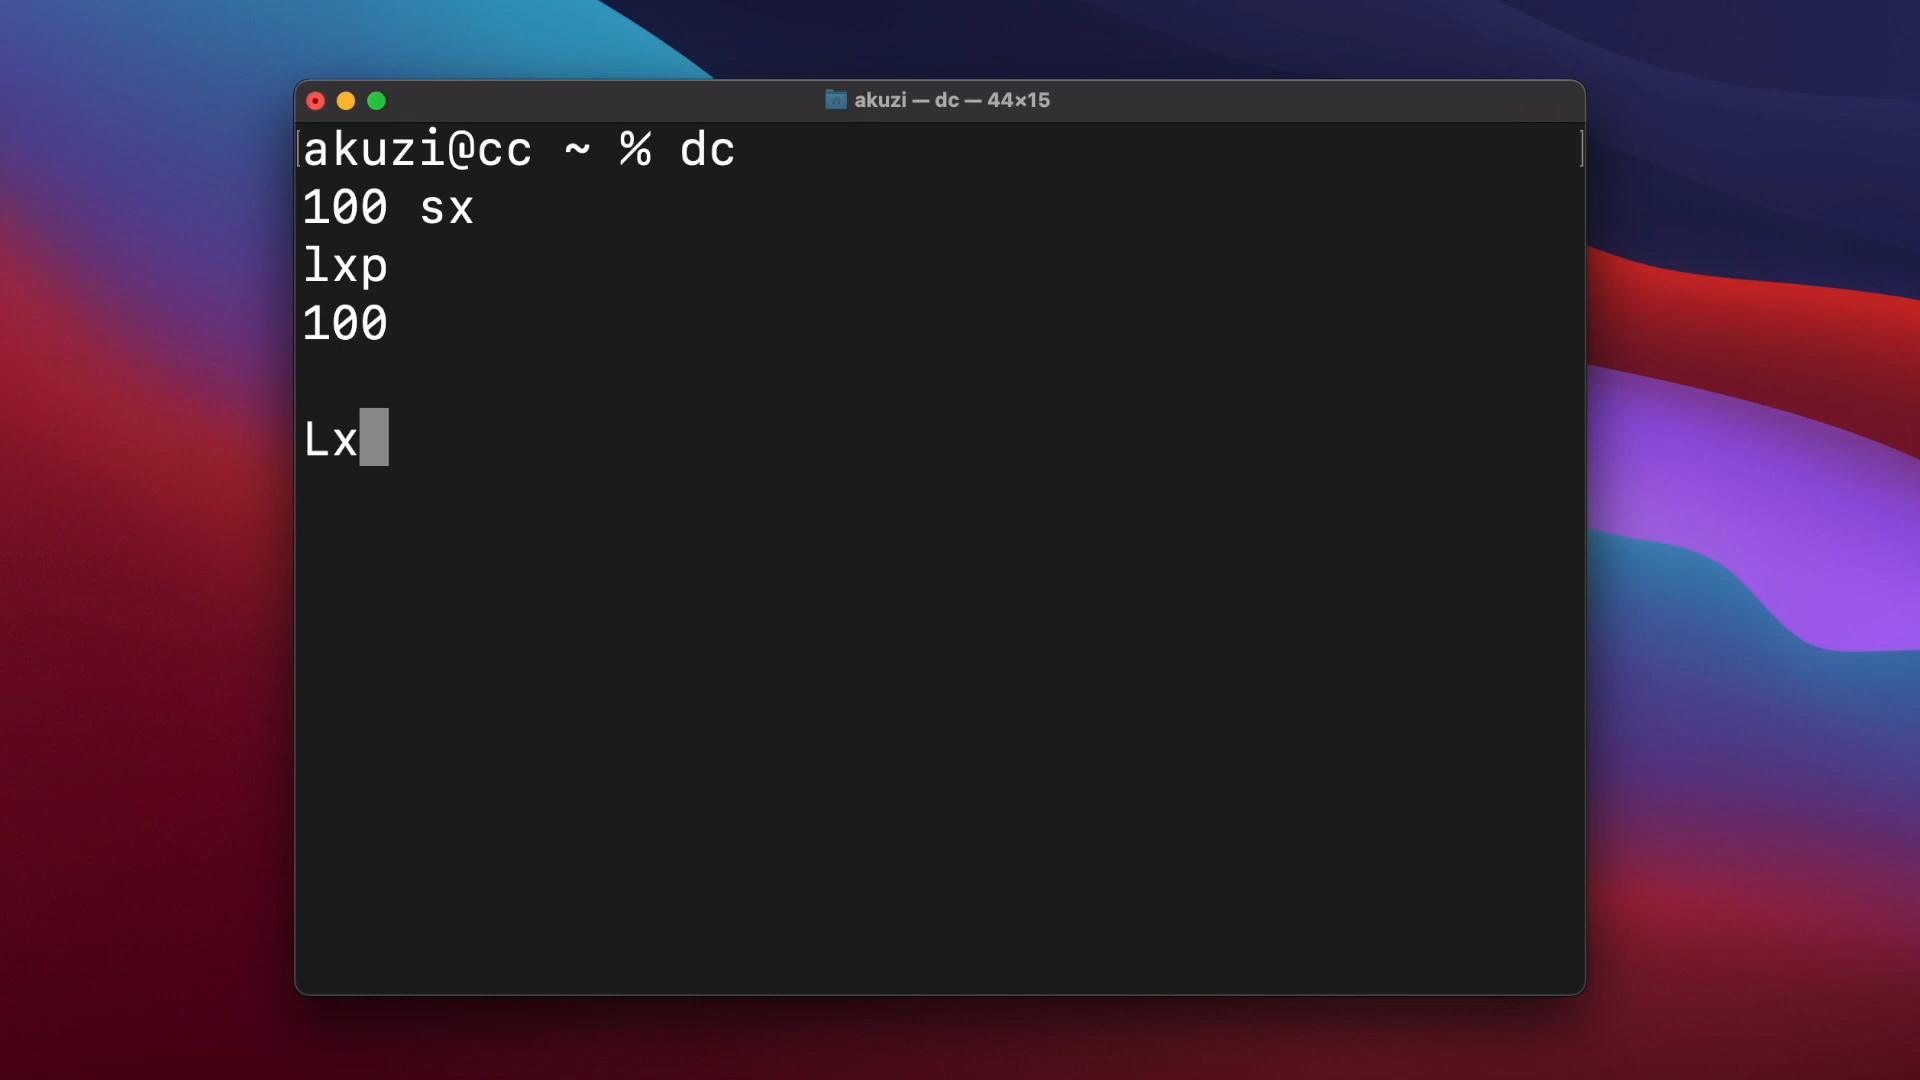 akuzi — dc — 44×15
akuzi@cc ~ % dc
100 sx
lxp
100
Lx